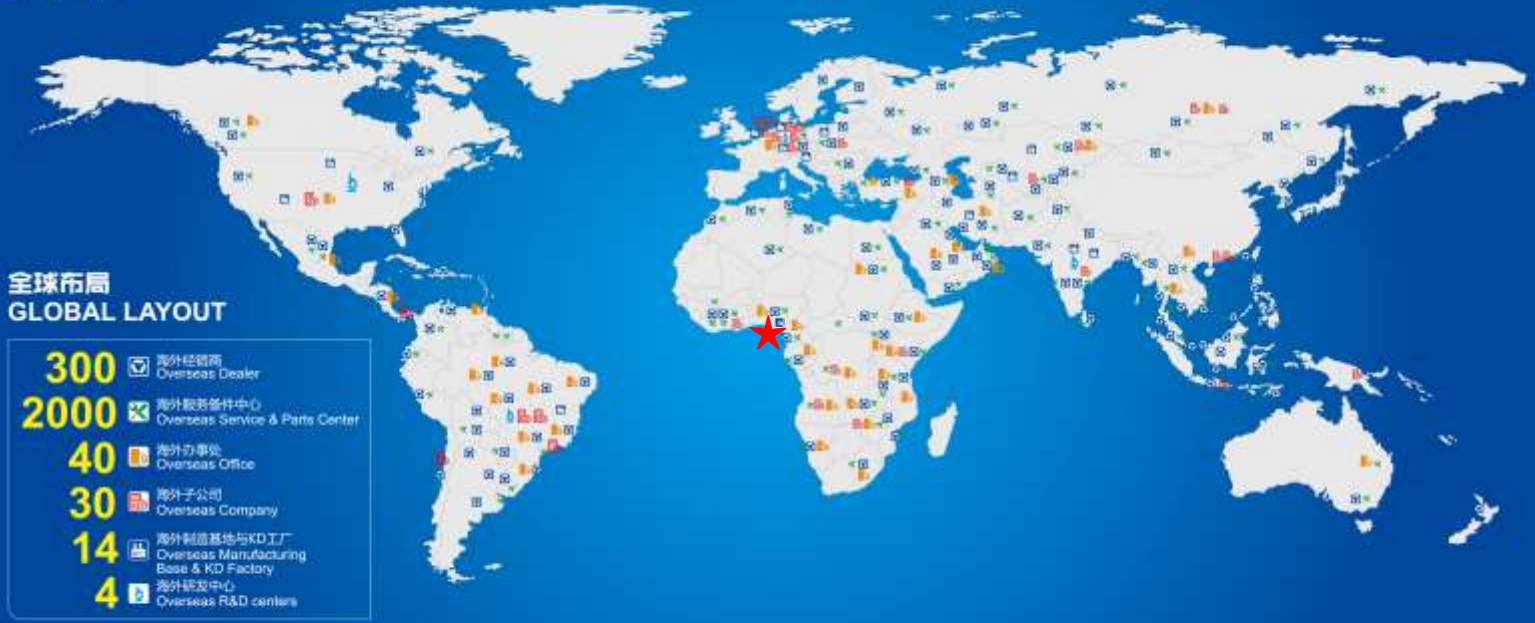 全球布局
GLOBAL LAYOUT
300 海外经销商
Overseas Dealer
2000 海外服务备件中心
Overseas Service & Parts Center
40 海外办事处
Overseas Office
30 海外子公司
Overseas Company
14 海外制造基地与KD工厂
Overseas Manufacturing
Base & KD Factory
4 海外研发中心
Overseas R&D centers